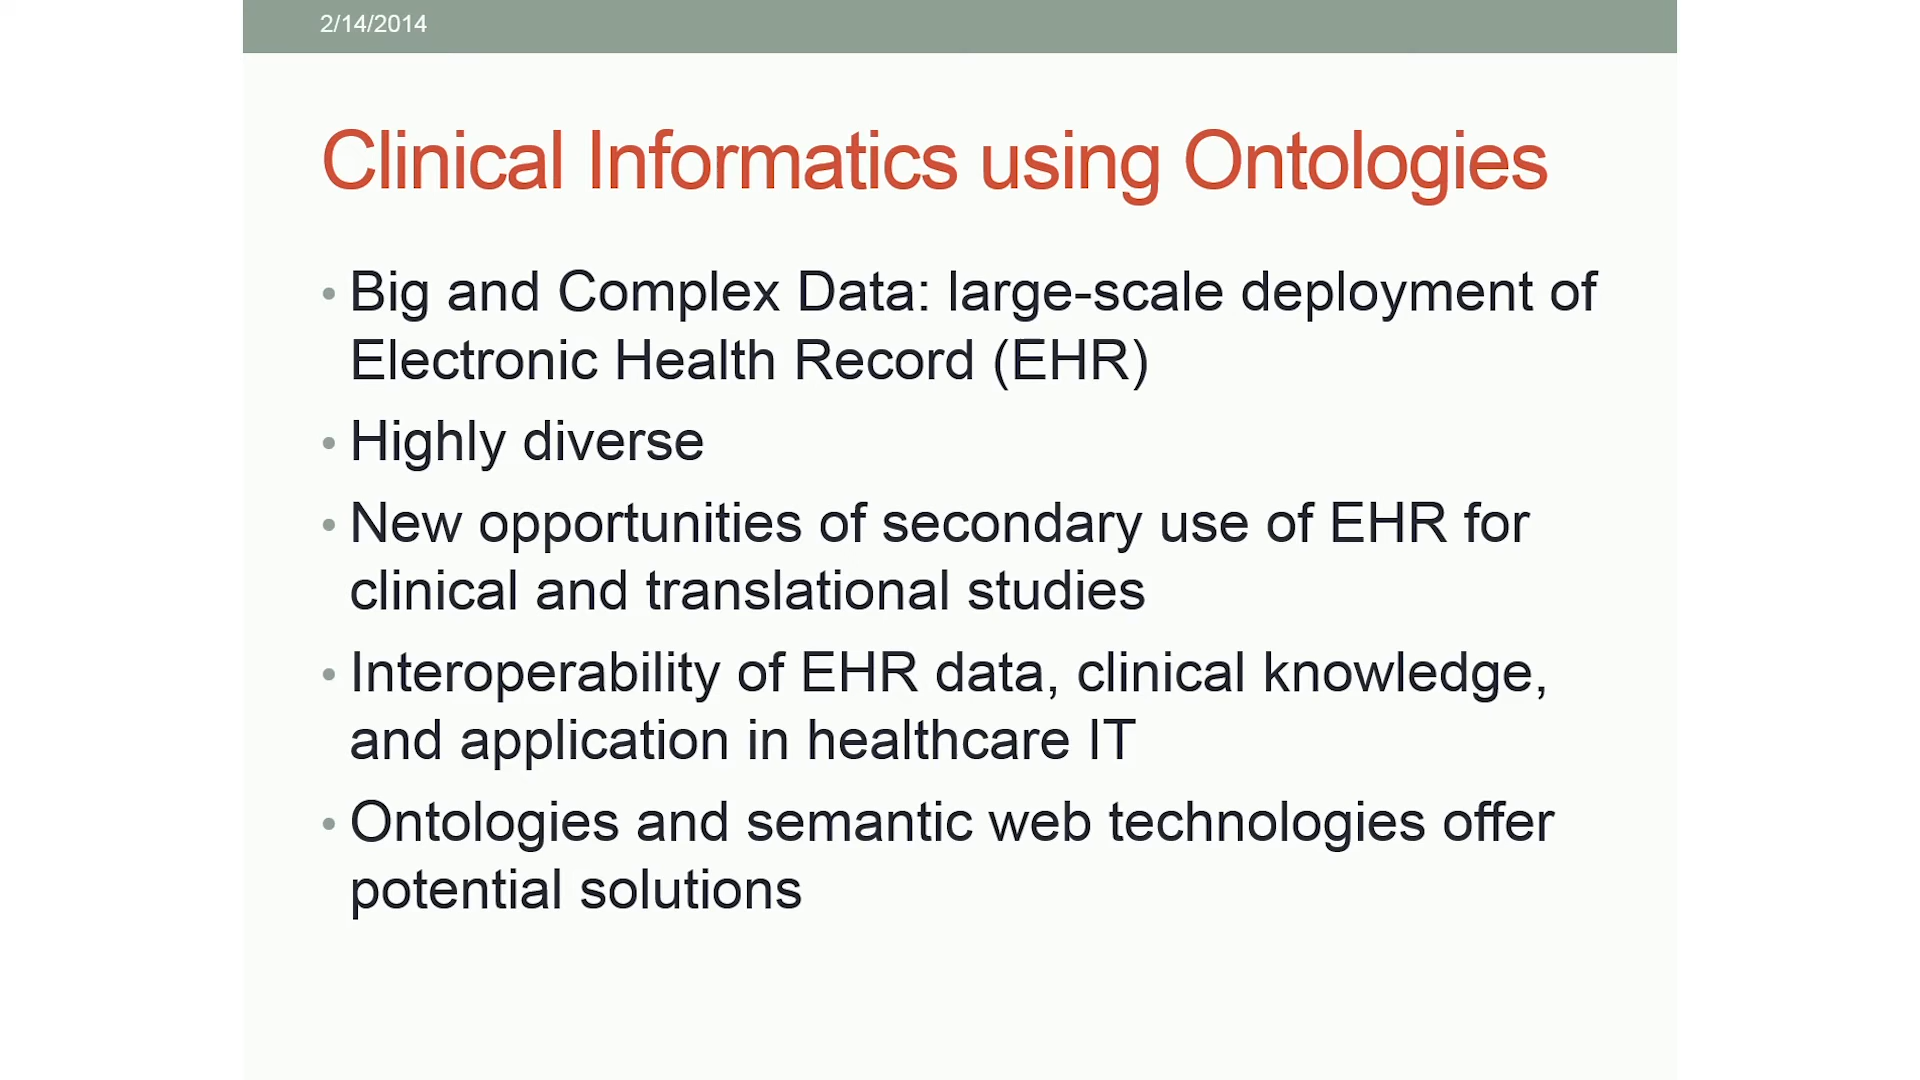 2/14/2014
Clinical Informatics using Ontologies
• Big and Complex Data: large-scale deployment of
Electronic Health Record (EHR)
• Highly diverse
• New opportunities of secondary use of EHR for
clinical and translational studies
• Interoperability of EHR data, clinical knowledge,
and application in healthcare IT
• Ontologies and semantic web technologies offer
potential solutions